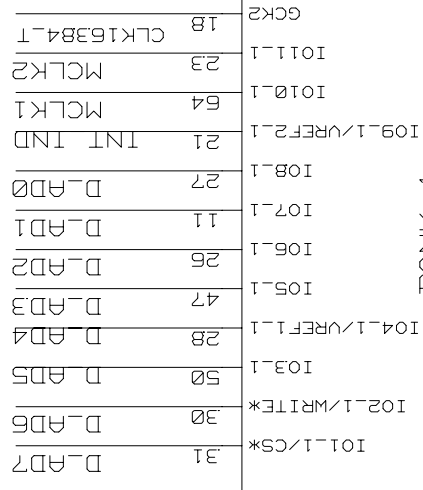 IO1_1/CS* 31 D_AD7
IO2_1/WRITE* 30 D_AD6
IO3_1 50 D_AD5
IO4_1/VREF1_1 28 D_AD4
IO5_1 47 D_AD3
IO6_1 26 D_AD2
IO7_1 11 D_AD1
IO8_1 27 D_AD0
IO9_1/VREF2_1 21 INT_IND
IO10_1 64 MCLK1
IO11_1 23 MCLK2
GCK2 18 CLK16384_T